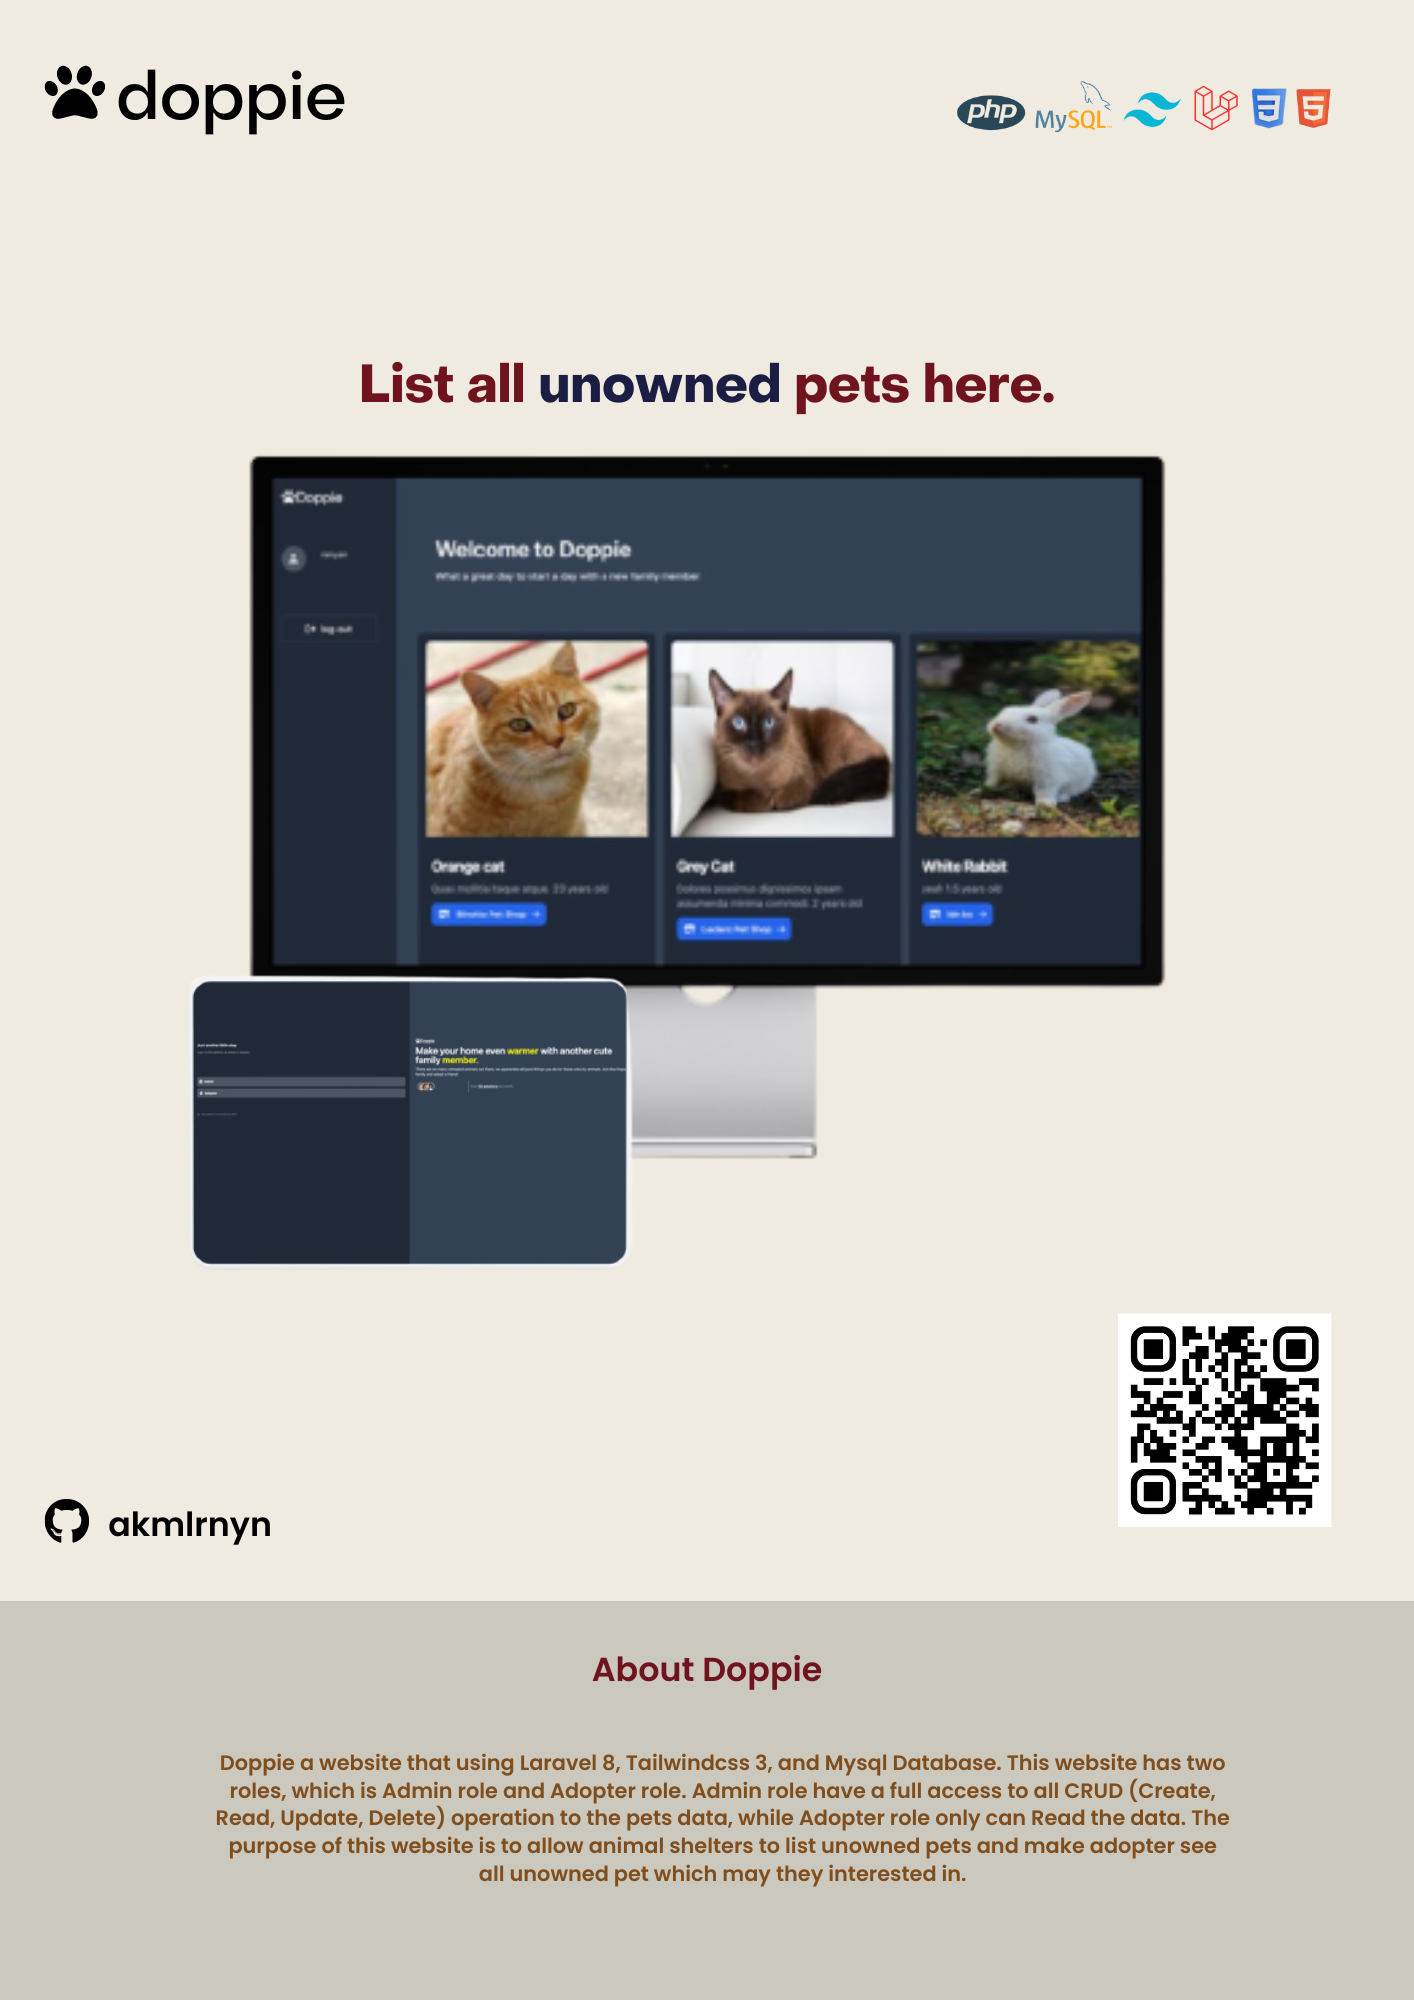 doppie
php
MySQL
3
5
List all unowned pets here.
Doppie
Welcome to Doppie
What a great day to start a day with a new family member
log out
Orange cat
Grey Cat
White Rabbit
Quas mollitia itaque atque. 23 years old
Dolores possimus dignissimos ipsam
assumenda minima commodi. 2 years old
yeah 1.5 years old
Pet Shop
Pet Shop
Doppie
Make your home even warmer with another cute
family member.
akmlrnyn
About Doppie
Doppie a website that using Laravel 8, Tailwindcss 3, and Mysql Database. This website has two
roles, which is Admin role and Adopter role. Admin role have a full access to all CRUD (Create,
Read, Update, Delete) operation to the pets data, while Adopter role only can Read the data. The
purpose of this website is to allow animal shelters to list unowned pets and make adopter see
all unowned pet which may they interested in.